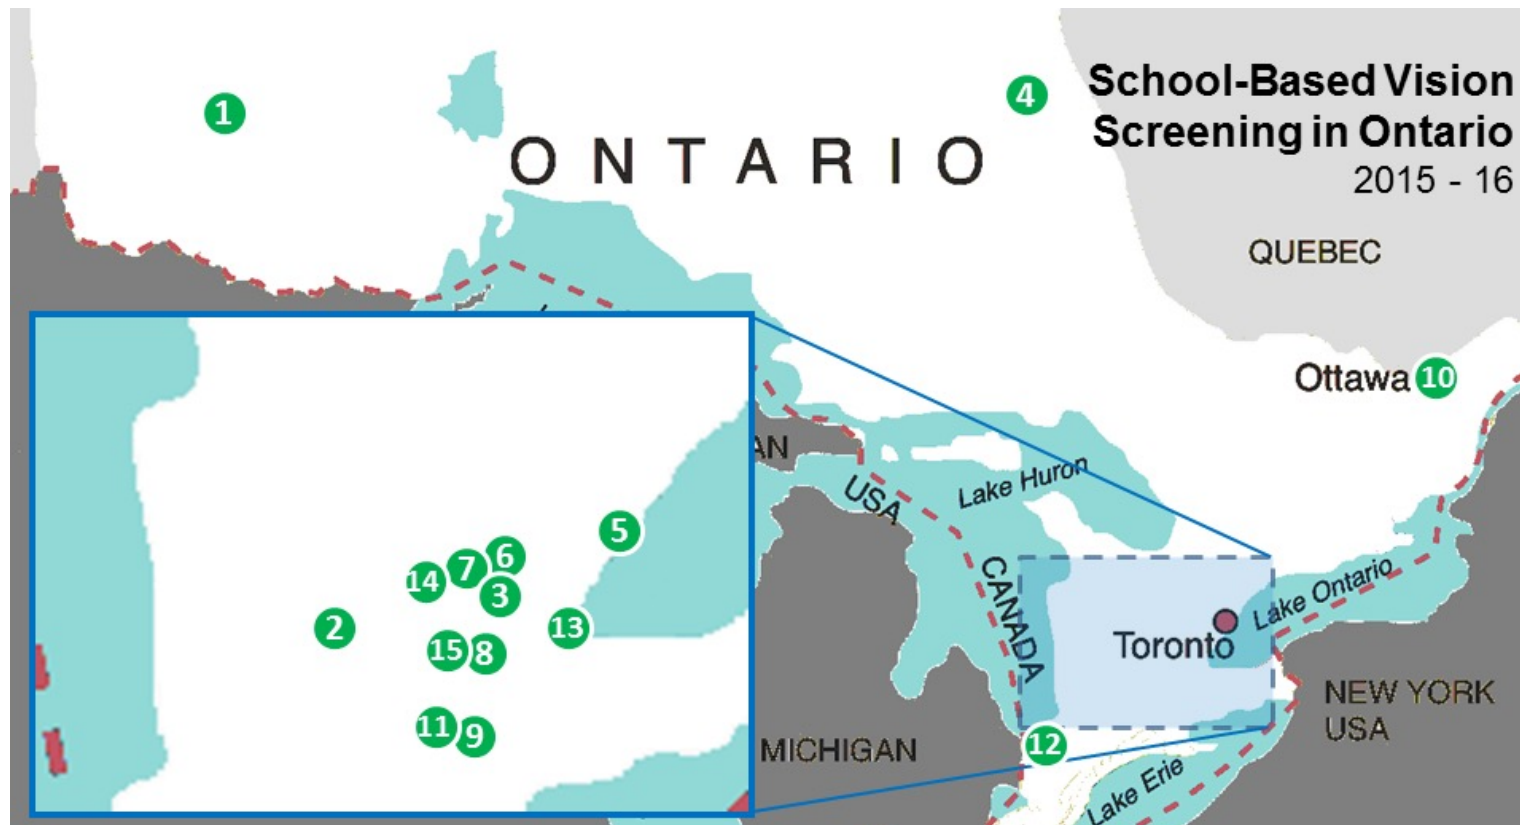 School-Based Vision
Screening in Ontario
2015 - 16
1
4
ONTARIO
QUEBEC
Ottawa 10
AN
USA
Lake Huron
CANADA
5
6
7
14
3
2
13
15
8
11
9
Lake Ontario
Toronto
NEW YORK
USA
MICHIGAN
12
Lake Erie